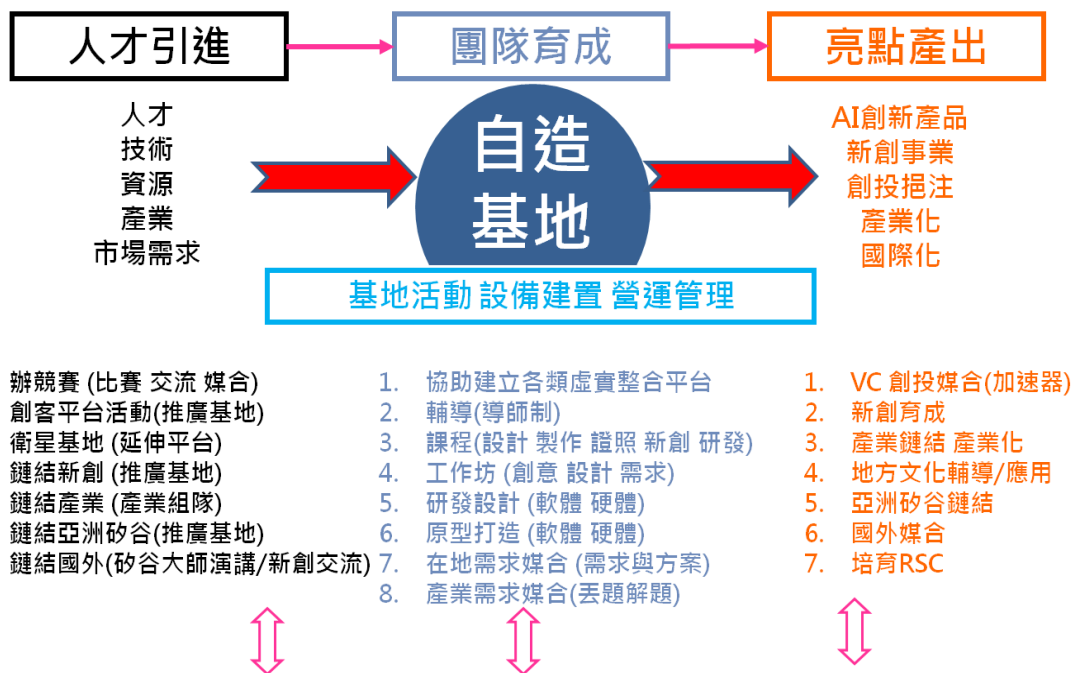 人才引進
團隊育成
亮點產出
人才
技術
資源
產業
市場需求
自造
基地
AI創新產品
新創事業
創投挹注
產業化
國際化
基地活動 設備建置 營運管理
辦競賽 (比賽 交流 媒合)
創客平台活動(推廣基地)
衛星基地 (延伸平台)
鏈結新創 (推廣基地)
鏈結產業 (產業組隊)
鏈結亞洲矽谷(推廣基地)
鏈結國外(矽谷大師演講/新創交流)
1. 協助建立各類虛實整合平台
2. 輔導(導師制)
3. 課程(設計 製作 證照 新創 研發)
4. 工作坊 (創意 設計 需求)
5. 研發設計 (軟體 硬體)
6. 原型打造 (軟體 硬體)
7. 在地需求媒合 (需求與方案)
8. 產業需求媒合(丟題解題)
1. VC 創投媒合(加速器)
2. 新創育成
3. 產業鏈結 產業化
4. 地方文化輔導/應用
5. 亞洲矽谷鏈結
6. 國外媒合
7. 培育RSC